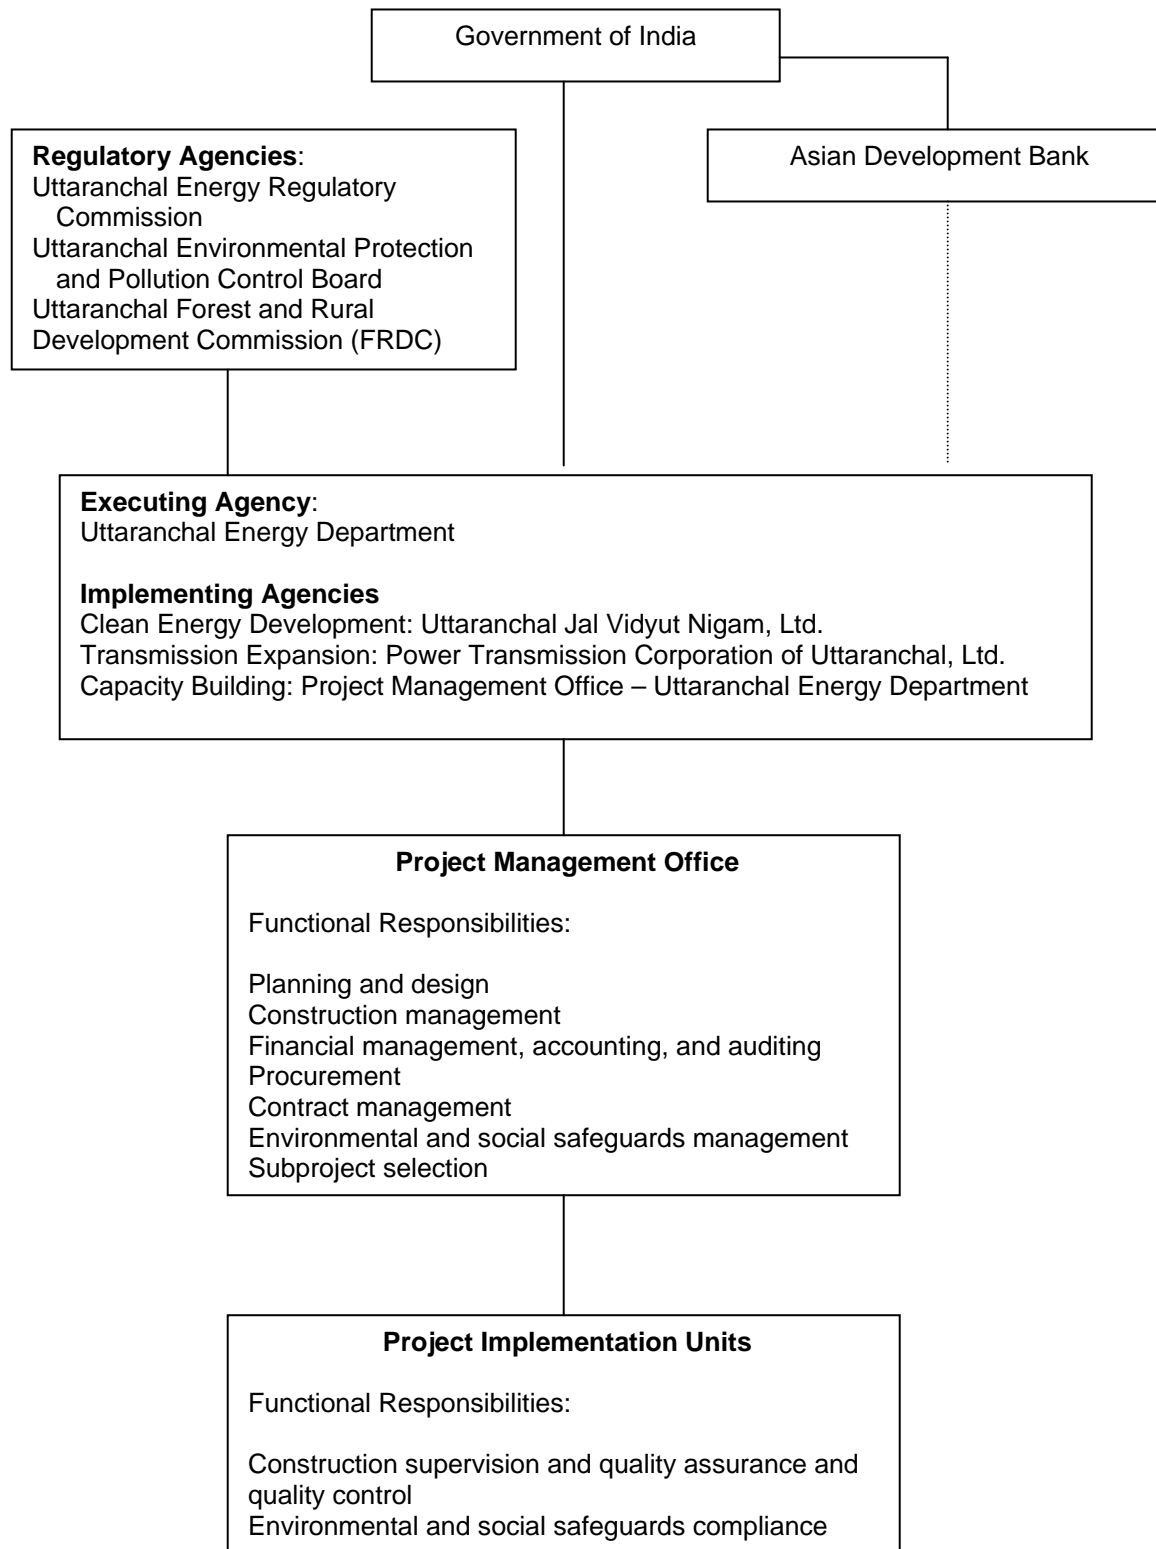 Government of India
Regulatory Agencies:
Uttaranchal Energy Regulatory
Commission
Uttaranchal Environmental Protection
and Pollution Control Board
Uttaranchal Forest and Rural
Development Commission (FRDC)
Asian Development Bank
Executing Agency:
Uttaranchal Energy Department
Implementing Agencies
Clean Energy Development: Uttaranchal Jal Vidyut Nigam, Ltd.
Transmission Expansion: Power Transmission Corporation of Uttaranchal, Ltd.
Capacity Building: Project Management Office – Uttaranchal Energy Department
Project Management Office
Functional Responsibilities:
Planning and design
Construction management
Financial management, accounting, and auditing
Procurement
Contract management
Environmental and social safeguards management
Subproject selection
Project Implementation Units
Functional Responsibilities:
Construction supervision and quality assurance and
quality control
Environmental and social safeguards compliance